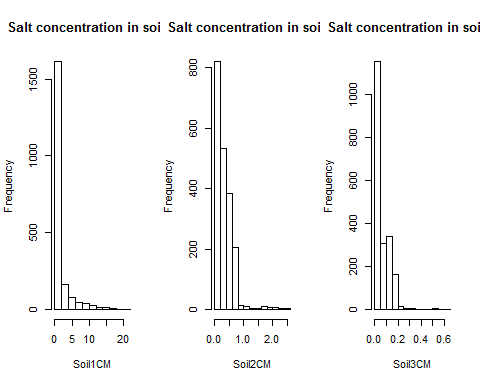 Salt concentration in soi Salt concentration in soi Salt concentration in soi
Frequency
0 500 1000 1500
0 5 10 20
Soil1CM
Frequency
0 200 400 600 800
0.0 1.0 2.0
Soil2CM
Frequency
0 200 400 600 800 1000
0.0 0.2 0.4 0.6
Soil3CM